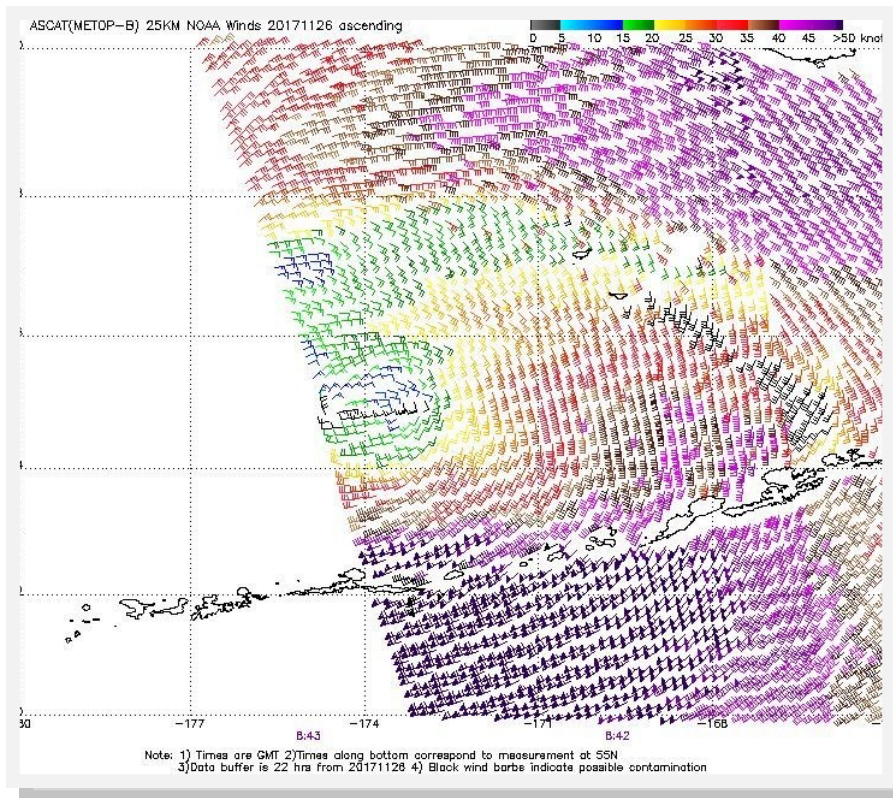 ASCAT(METOP-B) 25KM NOAA Winds 20171126 ascending
0 5 10 15 20 25 30 35 40 45 >50 knot
-177 -174 -171 -168
8:43 8:42
Note: 1) Times are GMT 2)Times along bottom correspond to measurement at 55N
3)Data buffer is 22 hrs from 20171126 4) Black wind barbs indicate possible contamination